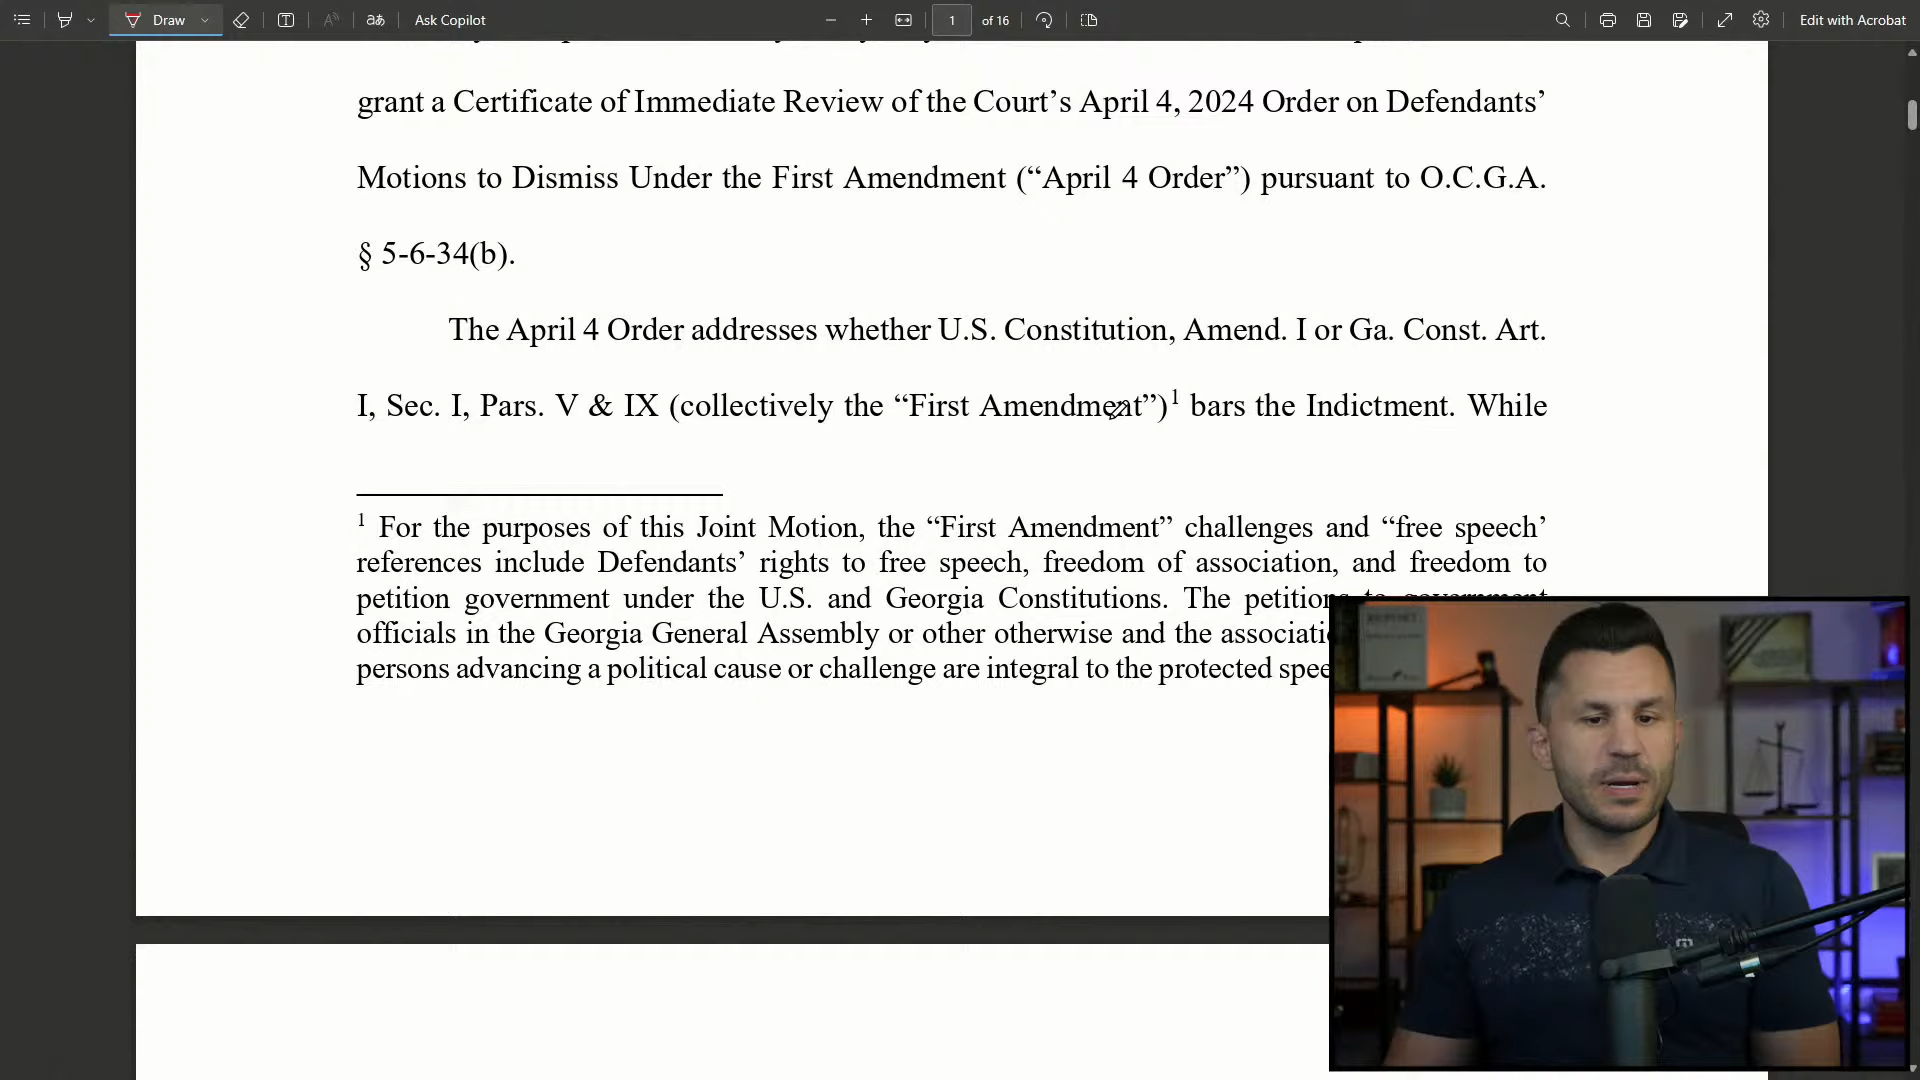 Draw
Ask Copilot
1 of 16
Edit with Acrobat
grant a Certificate of Immediate Review of the Court’s April 4, 2024 Order on Defendants’
Motions to Dismiss Under the First Amendment (“April 4 Order”) pursuant to O.C.G.A.
§ 5-6-34(b).
The April 4 Order addresses whether U.S. Constitution, Amend. I or Ga. Const. Art.
I, Sec. I, Pars. V & IX (collectively the “First Amendment”)1 bars the Indictment. While
1 For the purposes of this Joint Motion, the “First Amendment” challenges and “free speech’
references include Defendants’ rights to free speech, freedom of association, and freedom to
petition government under the U.S. and Georgia Constitutions. The petitions to government
officials in the Georgia General Assembly or other otherwise and the associati
persons advancing a political cause or challenge are integral to the protected spee